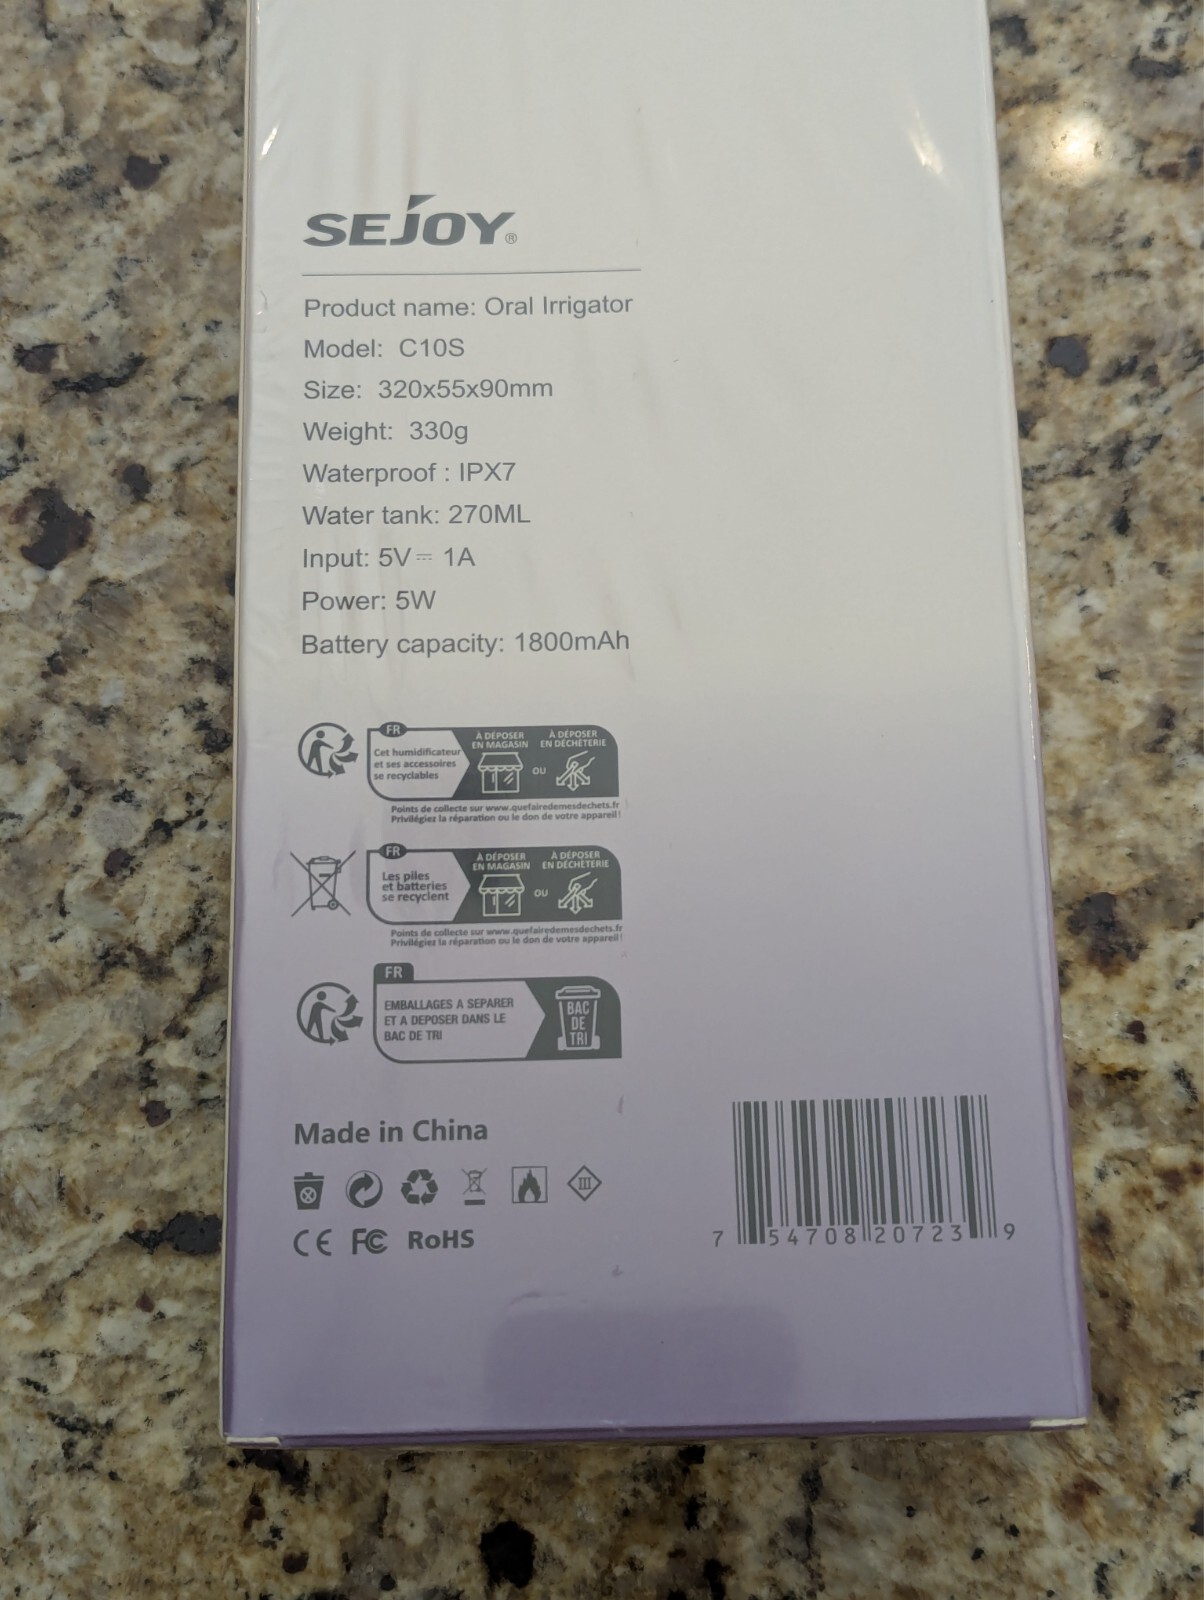 SEJOY®
Product name: Oral Irrigator
Model: C10S
Size: 320x55x90mm
Weight: 330g
Waterproof : IPX7
Water tank: 270ML
Input: 5V⎓ 1A
Power: 5W
Battery capacity: 1800mAh
FR
Cet humidificateur
et ses accessoires
se recyclables
À DÉPOSER
EN MAGASIN
OU
À DÉPOSER
EN DÉCHÈTERIE
Points de collecte sur www.quefairedemesdechets.fr
Privilégiez la réparation ou le don de votre appareil!
FR
Les piles
et batteries
se recyclent
À DÉPOSER
EN MAGASIN
OU
À DÉPOSER
EN DÉCHÈTERIE
Points de collecte sur www.quefairedemesdechets.fr
Privilégiez la réparation ou le don de votre appareil!
FR
EMBALLAGES A SEPARER
ET A DEPOSER DANS LE
BAC DE TRI
BAC
DE
TRI
Made in China
III
CE FC RoHS
7 54708 20723 9